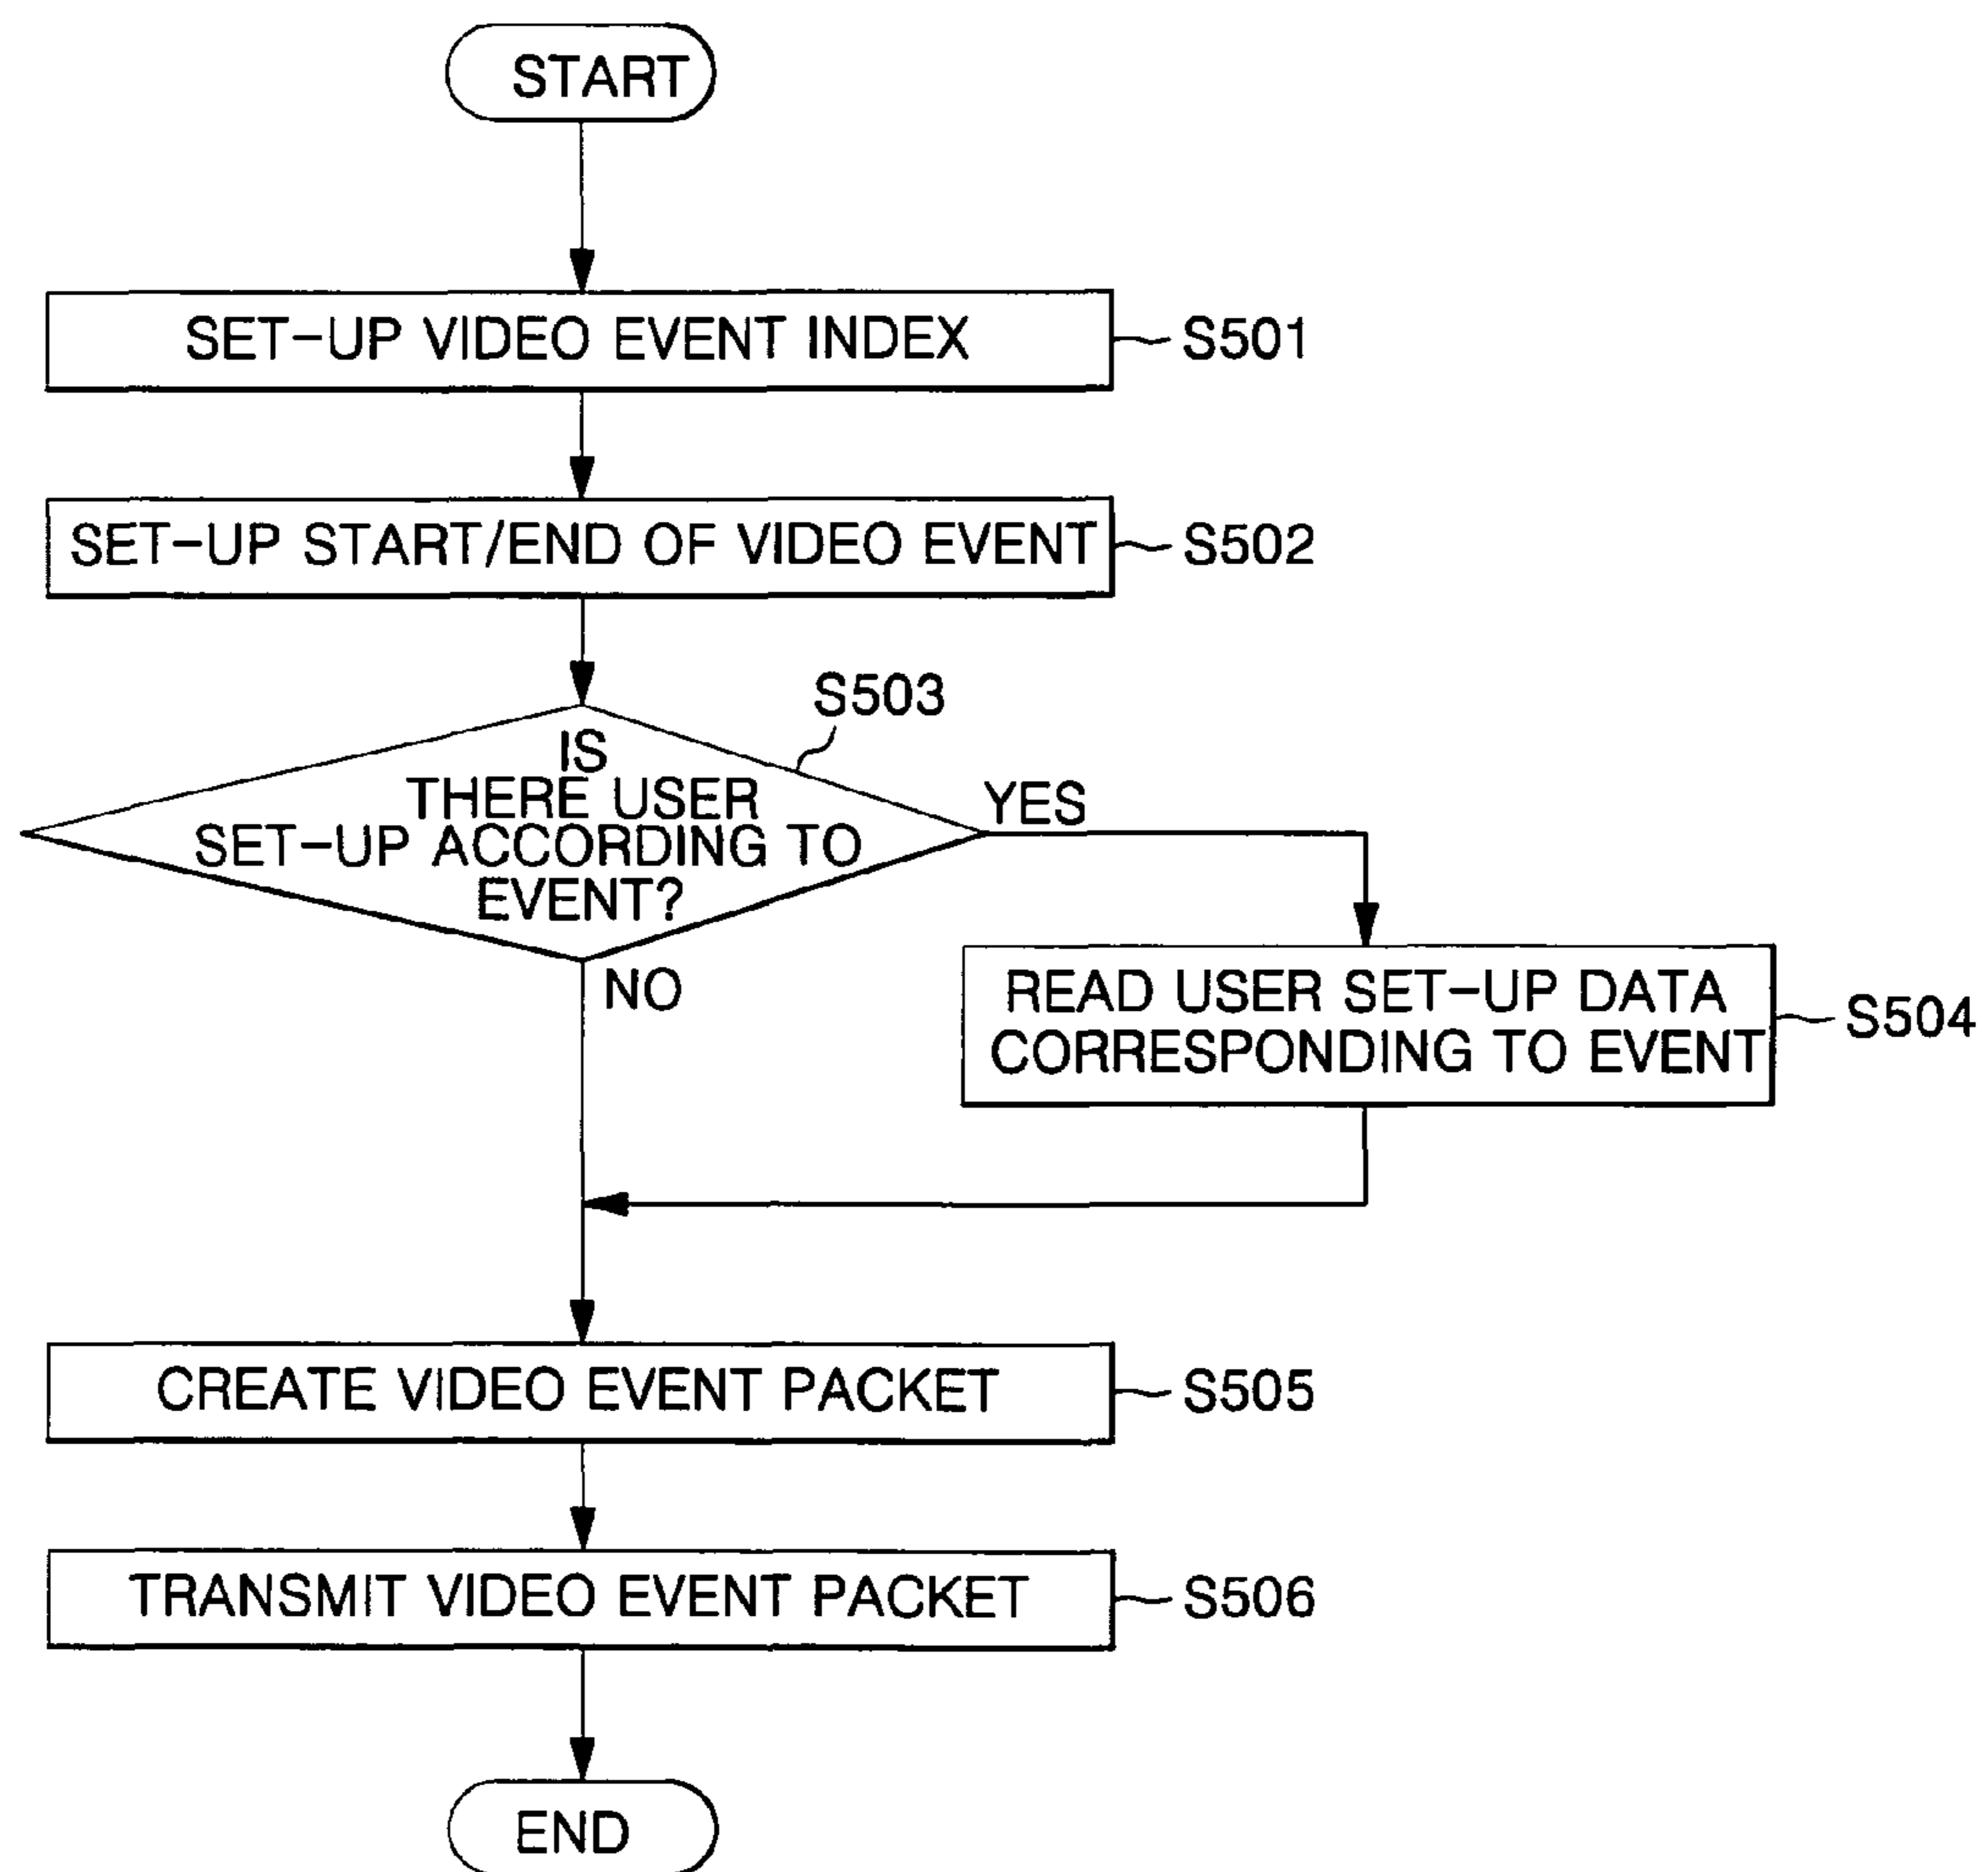 START
SET-UP VIDEO EVENT INDEX
S501
SET-UP START/END OF VIDEO EVENT
S502
S503
IS
THERE USER
SET-UP ACCORDING TO
EVENT?
YES
NO
READ USER SET-UP DATA
CORRESPONDING TO EVENT
S504
CREATE VIDEO EVENT PACKET
S505
TRANSMIT VIDEO EVENT PACKET
S506
END